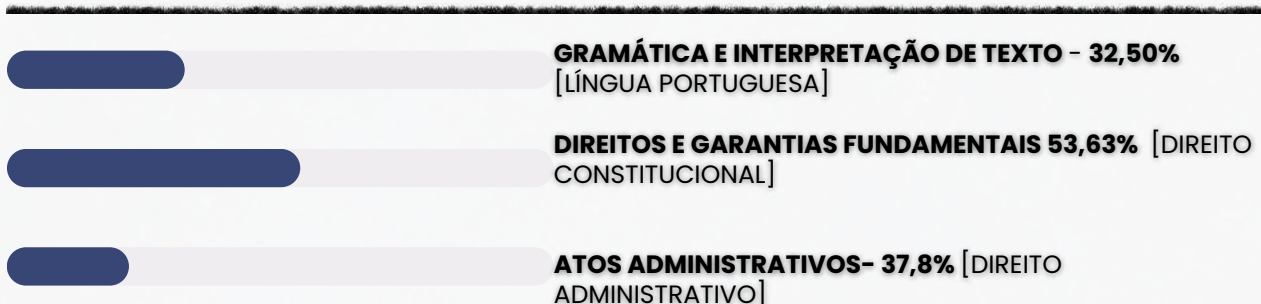 GRAMÁTICA E INTERPRETAÇÃO DE TEXTO - 32,50%
[LÍNGUA PORTUGUESA]
DIREITOS E GARANTIAS FUNDAMENTAIS 53,63% [DIREITO
CONSTITUCIONAL]
ATOS ADMINISTRATIVOS- 37,8% [DIREITO
ADMINISTRATIVO]